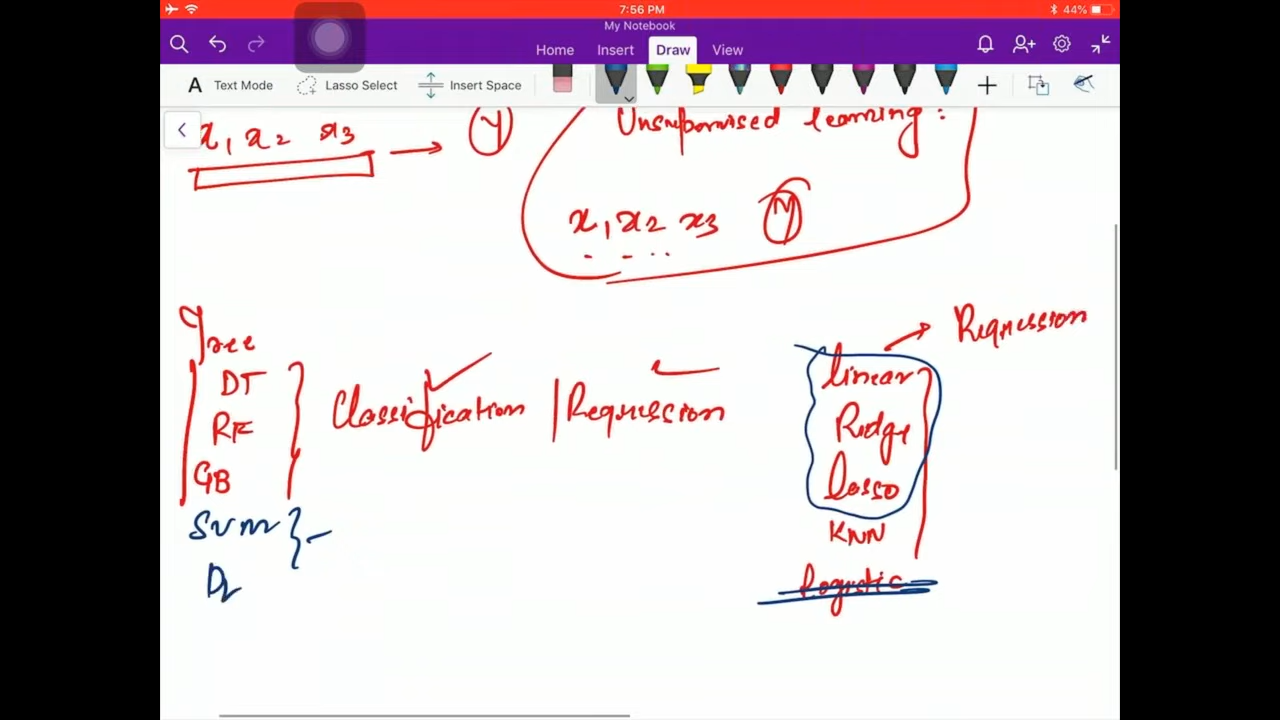 7:56 PM
44%
My Notebook
Home Insert Draw View
A Text Mode Lasso Select Insert Space
x1 x2 x3 → Y
Unsupervised learning:
x1 x2 x3 Y
Tree
DT
RF
GB
SVM
Classification | Regression
Regression
linear
Ridge
Lasso
KNN
Logistic